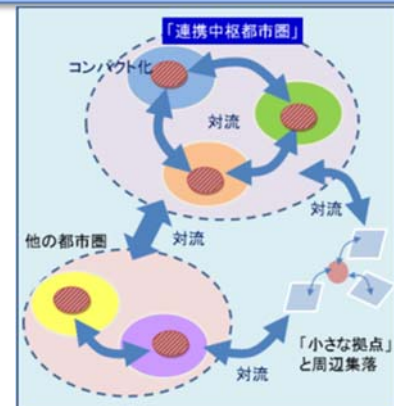 「連携中枢都市圏」
コンパクト化
対流
対流
他の都市圏
対流
「小さな拠点」
と周辺集落
対流